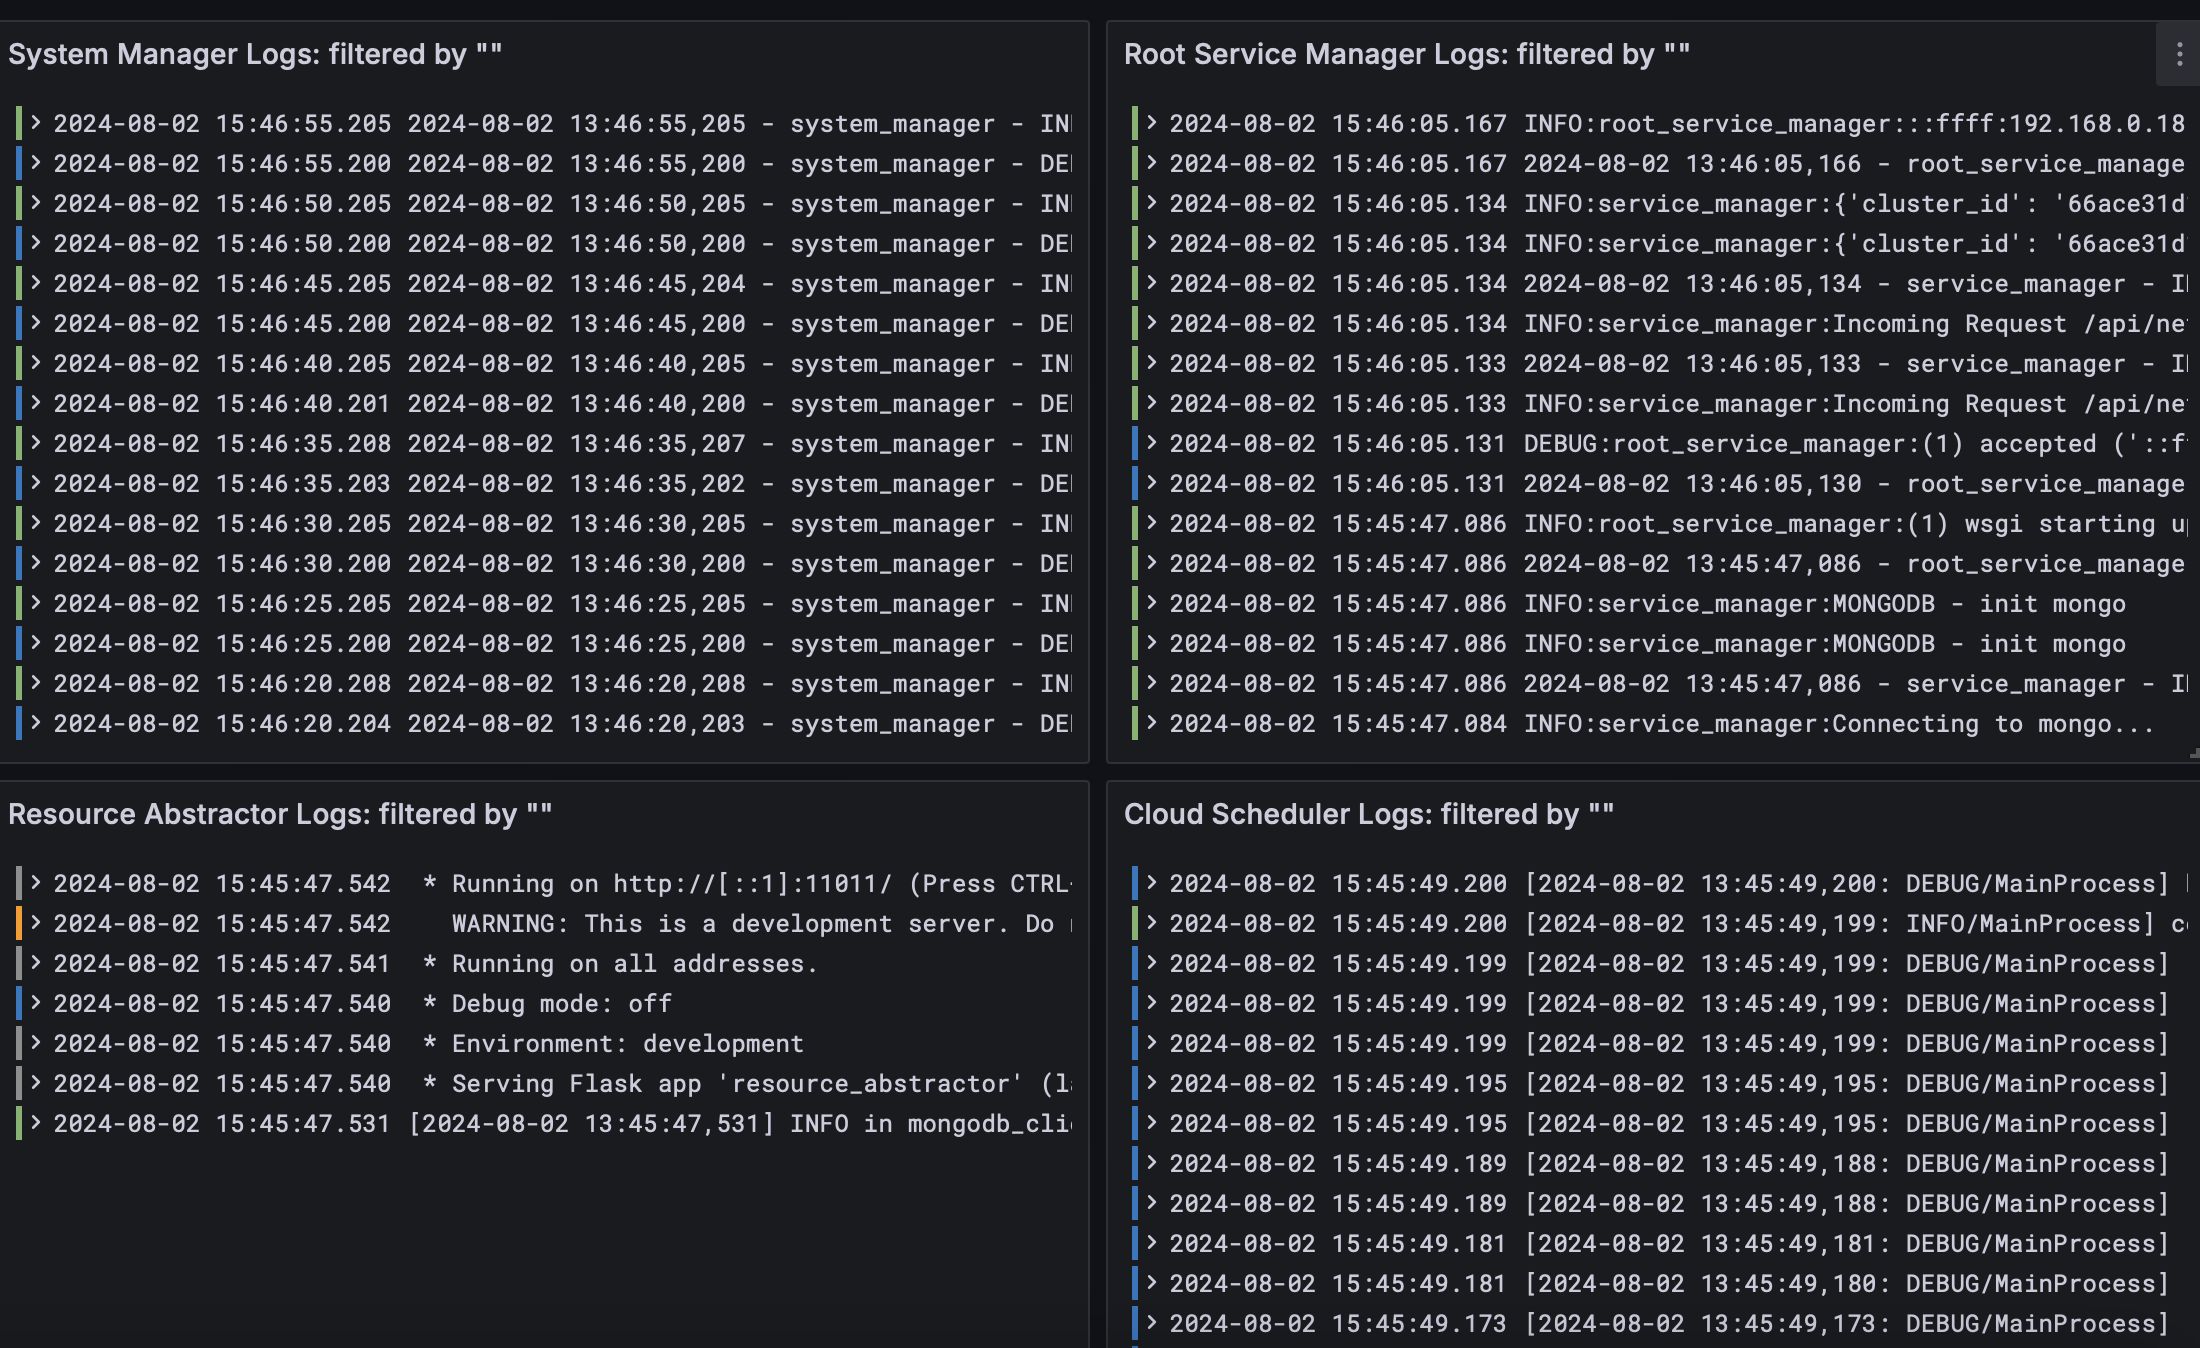 System Manager Logs: filtered by ""
2024-08-02 15:46:55.205 2024-08-02 13:46:55,205 - system_manager -
2024-08-02 15:46:55.200 2024-08-02 13:46:55,200 - system_manager -
2024-08-02 15:46:50.205 2024-08-02 13:46:50,205 - system_manager -
2024-08-02 15:46:50.200 2024-08-02 13:46:50,200 - system_manager -
2024-08-02 15:46:45.205 2024-08-02 13:46:45,204 - system_manager -
2024-08-02 15:46:45.200 2024-08-02 13:46:45,200 - system_manager -
2024-08-02 15:46:40.205 2024-08-02 13:46:40,205 - system_manager -
2024-08-02 15:46:40.201 2024-08-02 13:46:40,200 - system_manager -
2024-08-02 15:46:35.208 2024-08-02 13:46:35,207 - system_manager -
2024-08-02 15:46:35.203 2024-08-02 13:46:35,202 - system_manager -
2024-08-02 15:46:30.205 2024-08-02 13:46:30,205 - system_manager -
2024-08-02 15:46:30.200 2024-08-02 13:46:30,200 - system_manager -
2024-08-02 15:46:25.205 2024-08-02 13:46:25,205 - system_manager -
2024-08-02 15:46:25.200 2024-08-02 13:46:25,200 - system_manager -
2024-08-02 15:46:20.208 2024-08-02 13:46:20,208 - system_manager -
2024-08-02 15:46:20.204 2024-08-02 13:46:20,203 - system_manager -
Root Service Manager Logs: filtered by ""
2024-08-02 15:46:05.167 INFO:root_service_manager:::ffff:192.168.0.18
2024-08-02 15:46:05.167 2024-08-02 13:46:05,166 - root_service_manage
2024-08-02 15:46:05.134 INFO:service_manager:{'cluster_id': '66ace31d
2024-08-02 15:46:05.134 INFO:service_manager:{'cluster_id': '66ace31d
2024-08-02 15:46:05.134 2024-08-02 13:46:05,134 - service_manager -
2024-08-02 15:46:05.134 INFO:service_manager:Incoming Request /api/ne
2024-08-02 15:46:05.133 2024-08-02 13:46:05,133 - service_manager -
2024-08-02 15:46:05.133 INFO:service_manager:Incoming Request /api/ne
2024-08-02 15:46:05.131 DEBUG:root_service_manager:(1) accepted ('::f
2024-08-02 15:46:05.131 2024-08-02 13:46:05,130 - root_service_manage
2024-08-02 15:45:47.086 INFO:root_service_manager:(1) wsgi starting u
2024-08-02 15:45:47.086 2024-08-02 13:45:47,086 - root_service_manage
2024-08-02 15:45:47.086 INFO:service_manager:MONGODB - init mongo
2024-08-02 15:45:47.086 INFO:service_manager:MONGODB - init mongo
2024-08-02 15:45:47.086 2024-08-02 13:45:47,086 - service_manager -
2024-08-02 15:45:47.084 INFO:service_manager:Connecting to mongo...
Resource Abstractor Logs: filtered by ""
2024-08-02 15:45:47.542 * Running on http://[::1]:11011/ (Press CTRL
2024-08-02 15:45:47.542 WARNING: This is a development server. Do
2024-08-02 15:45:47.541 * Running on all addresses.
2024-08-02 15:45:47.540 * Debug mode: off
2024-08-02 15:45:47.540 * Environment: development
2024-08-02 15:45:47.540 * Serving Flask app 'resource_abstractor' (l
2024-08-02 15:45:47.531 [2024-08-02 13:45:47,531] INFO in mongodb_cli
Cloud Scheduler Logs: filtered by ""
2024-08-02 15:45:49.200 [2024-08-02 13:45:49,200: DEBUG/MainProcess]
2024-08-02 15:45:49.200 [2024-08-02 13:45:49,199: INFO/MainProcess] c
2024-08-02 15:45:49.199 [2024-08-02 13:45:49,199: DEBUG/MainProcess]
2024-08-02 15:45:49.199 [2024-08-02 13:45:49,199: DEBUG/MainProcess]
2024-08-02 15:45:49.199 [2024-08-02 13:45:49,199: DEBUG/MainProcess]
2024-08-02 15:45:49.195 [2024-08-02 13:45:49,195: DEBUG/MainProcess]
2024-08-02 15:45:49.195 [2024-08-02 13:45:49,195: DEBUG/MainProcess]
2024-08-02 15:45:49.189 [2024-08-02 13:45:49,188: DEBUG/MainProcess]
2024-08-02 15:45:49.189 [2024-08-02 13:45:49,188: DEBUG/MainProcess]
2024-08-02 15:45:49.181 [2024-08-02 13:45:49,181: DEBUG/MainProcess]
2024-08-02 15:45:49.181 [2024-08-02 13:45:49,180: DEBUG/MainProcess]
2024-08-02 15:45:49.173 [2024-08-02 13:45:49,173: DEBUG/MainProcess]